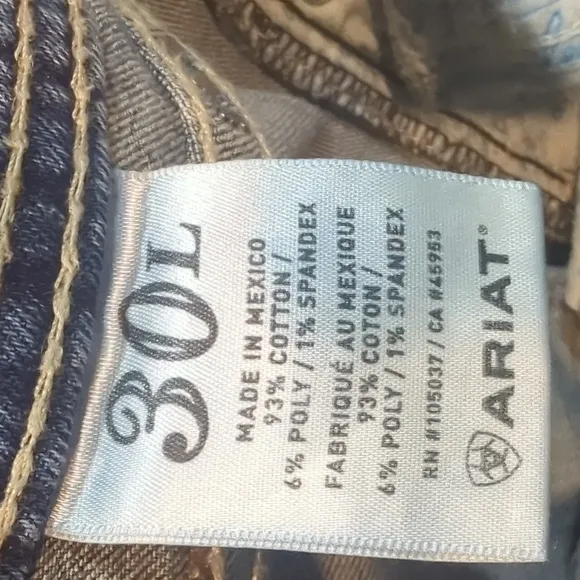 30L
MADE IN MEXICO
93% COTTON /
6% POLY / 1% SPANDEX
FABRIQUÉ AU MEXIQUE
93% COTON /
6% POLY / 1% SPANDEX
RN #105037 / CA #45953
ARIAT®